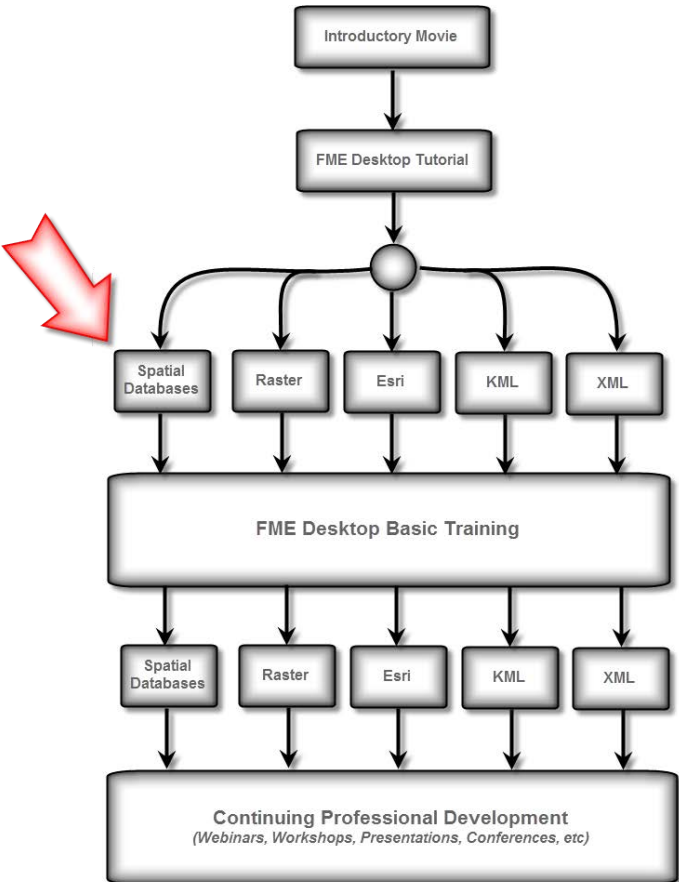 Introductory Movie
FME Desktop Tutorial
Spatial
Databases
Raster
Esri
KML
XML
FME Desktop Basic Training
Spatial
Databases
Raster
Esri
KML
XML
Continuing Professional Development
(Webinars, Workshops, Presentations, Conferences, etc)